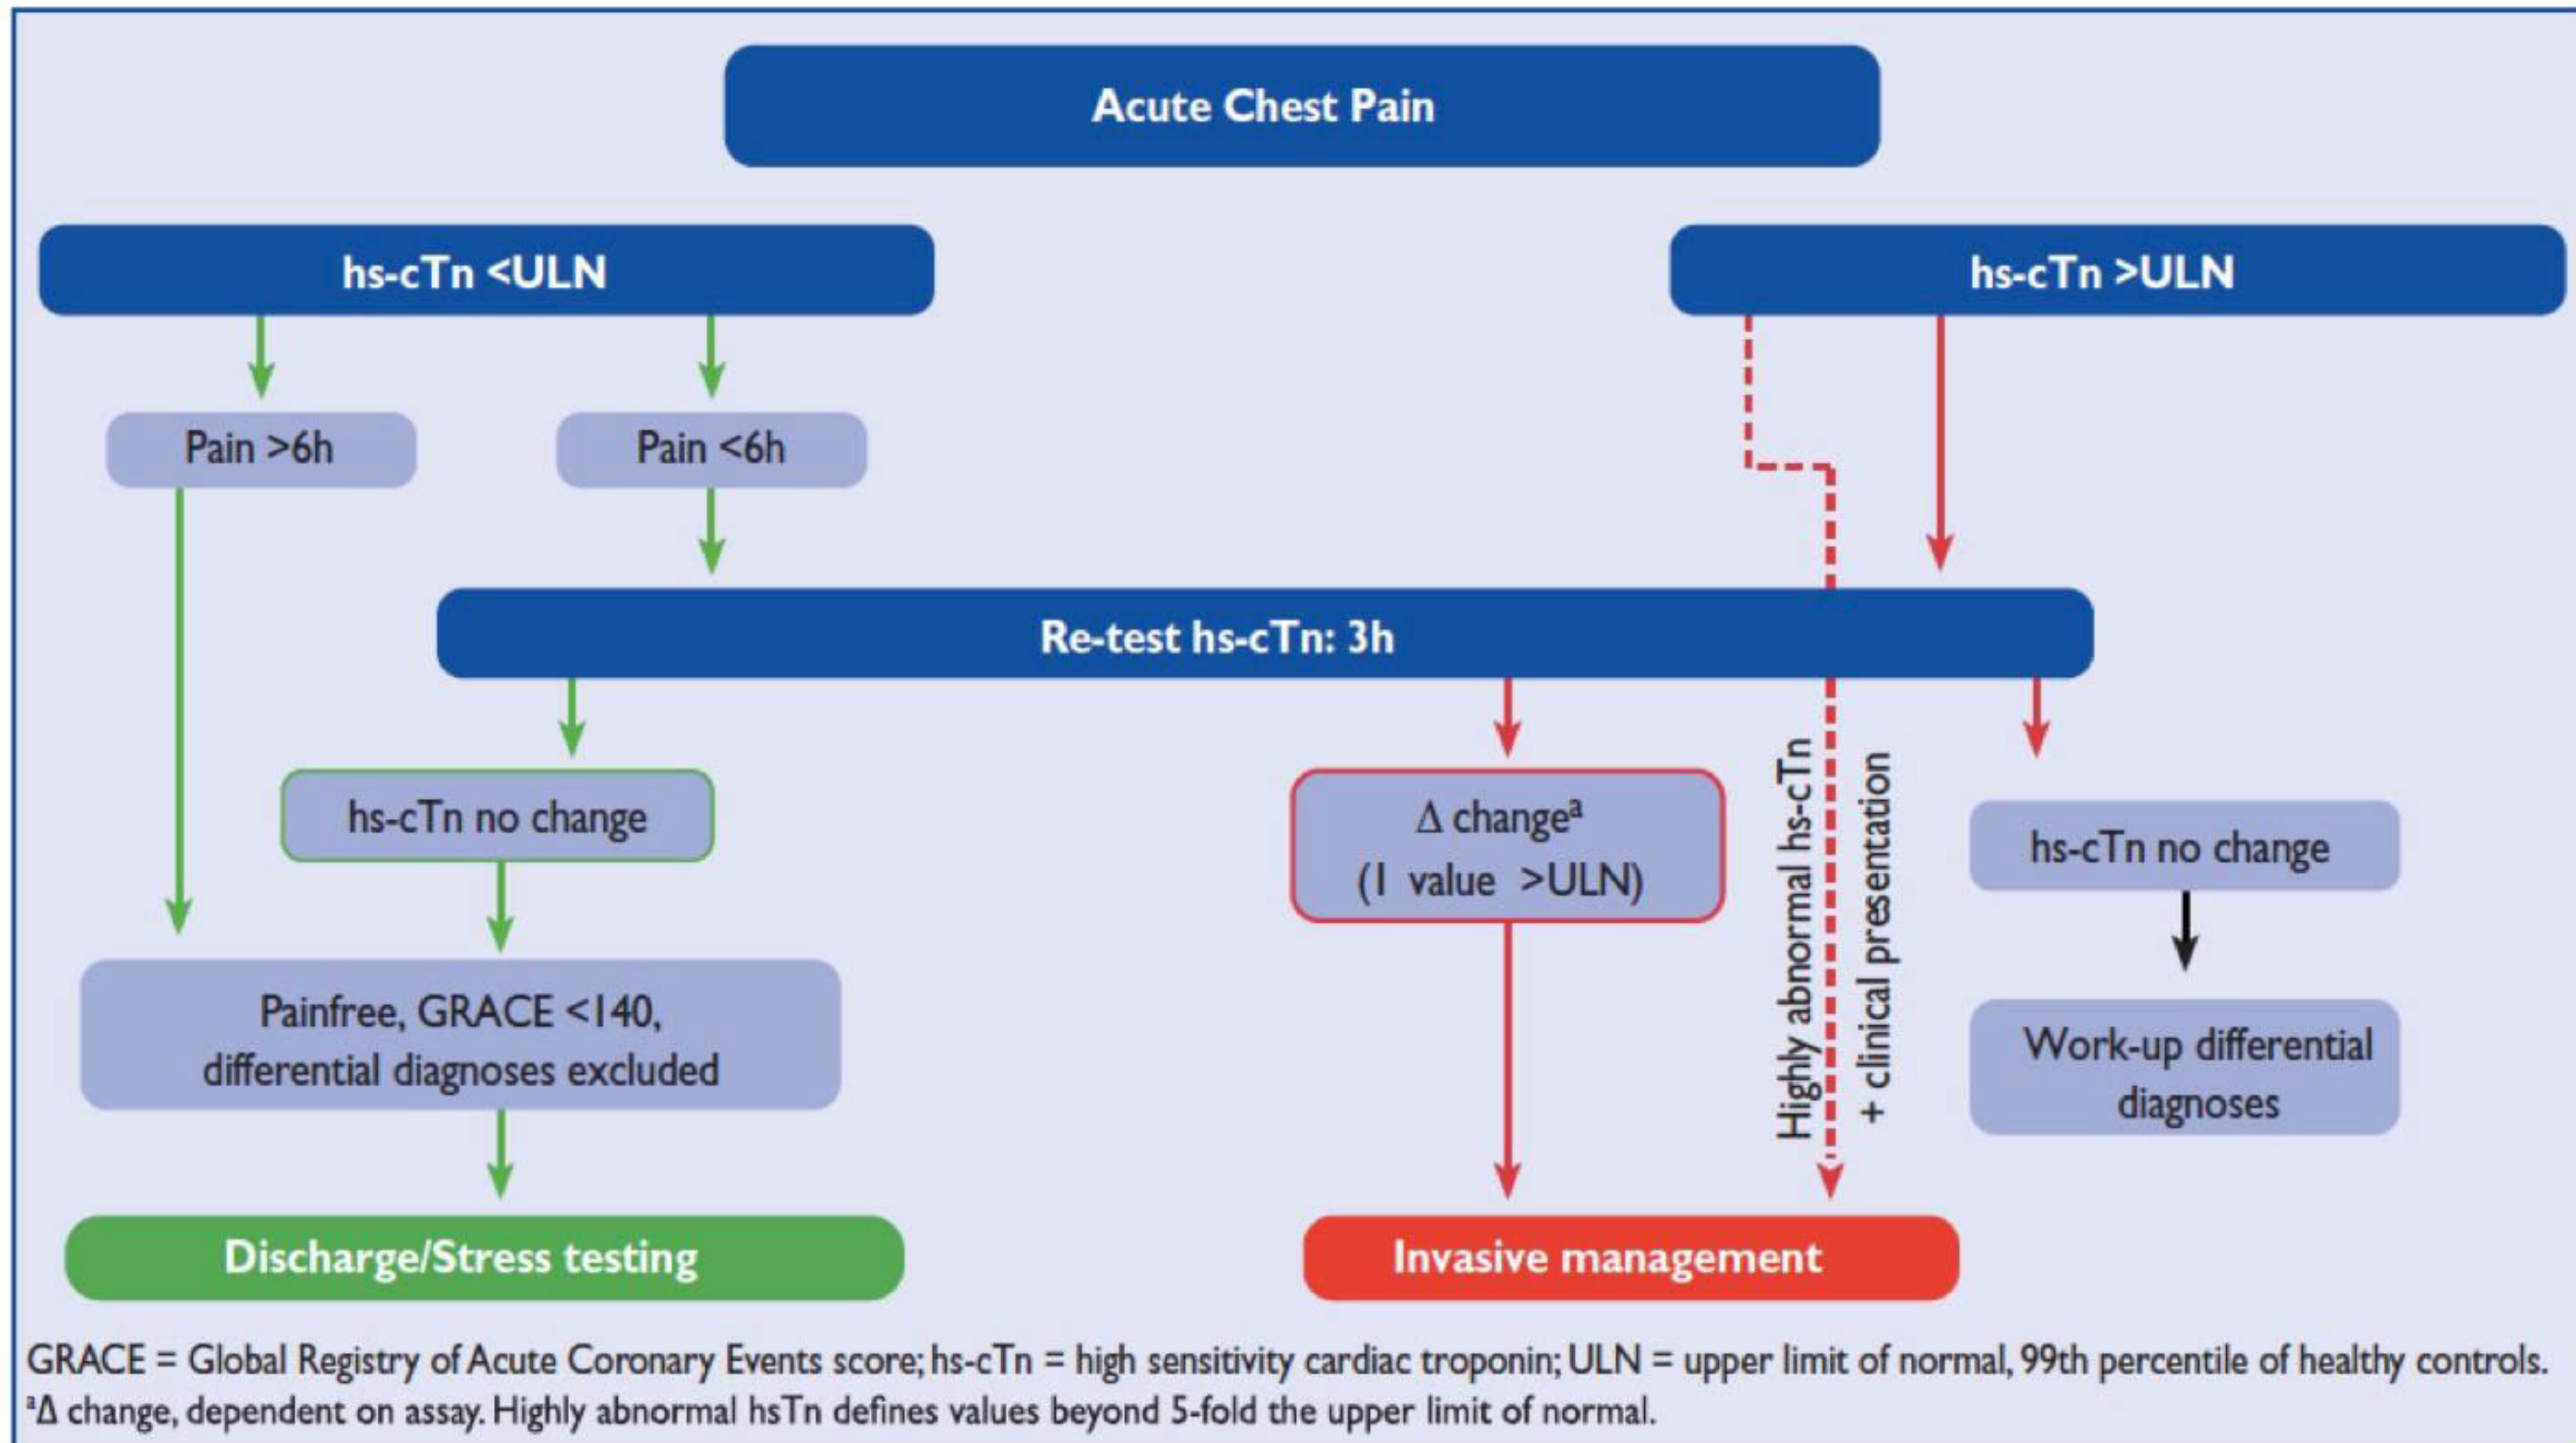 Acute Chest Pain
hs-cTn <ULN
hs-cTn >ULN
Pain >6h
Pain <6h
Re-test hs-cTn: 3h
hs-cTn no change
Δ changeª
(1 value >ULN)
Highly abnormal hs-cTn
+ clinical presentation
hs-cTn no change
Painfree, GRACE <140,
differential diagnoses excluded
Work-up differential
diagnoses
Discharge/Stress testing
Invasive management
GRACE = Global Registry of Acute Coronary Events score; hs-cTn = high sensitivity cardiac troponin; ULN = upper limit of normal, 99th percentile of healthy controls.
ªΔ change, dependent on assay. Highly abnormal hsTn defines values beyond 5-fold the upper limit of normal.